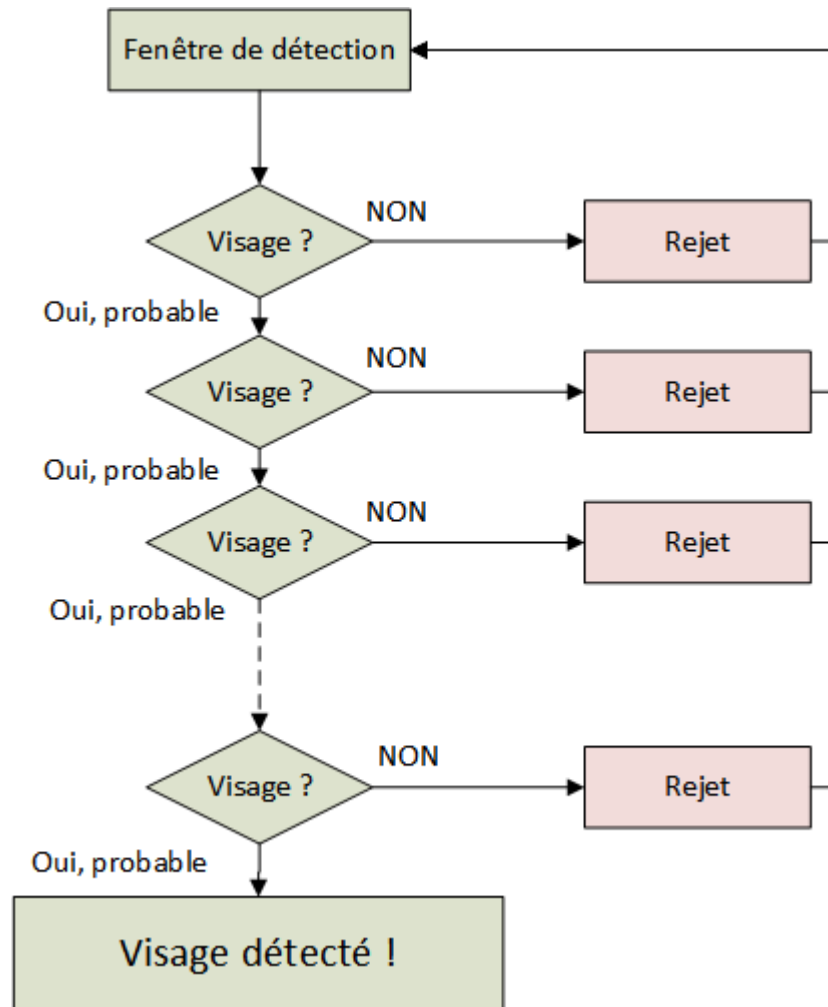 Fenêtre de détection
Visage ?
NON
Rejet
Oui, probable
Visage ?
NON
Rejet
Oui, probable
Visage ?
NON
Rejet
Oui, probable
Visage ?
NON
Rejet
Oui, probable
Visage détecté !